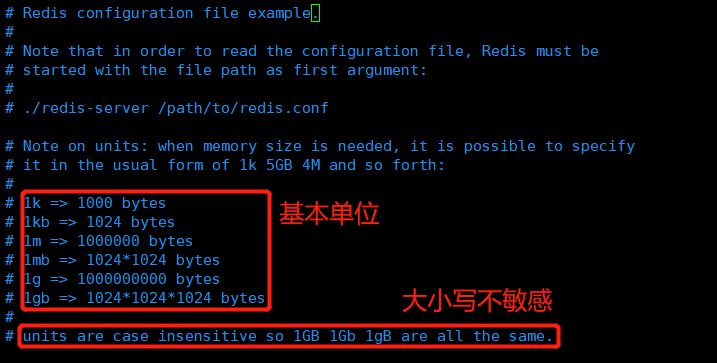 # Redis configuration file example.
#
# Note that in order to read the configuration file, Redis must be
# started with the file path as first argument:
#
# ./redis-server /path/to/redis.conf
# Note on units: when memory size is needed, it is possible to specify
# it in the usual form of 1k 5GB 4M and so forth:
#
# 1k => 1000 bytes
# 1kb => 1024 bytes
# 1m => 1000000 bytes
# 1mb => 1024*1024 bytes
# 1g => 1000000000 bytes
# 1gb => 1024*1024*1024 bytes
基本单位
#
大小写不敏感
# units are case insensitive so 1GB 1Gb 1gB are all the same.